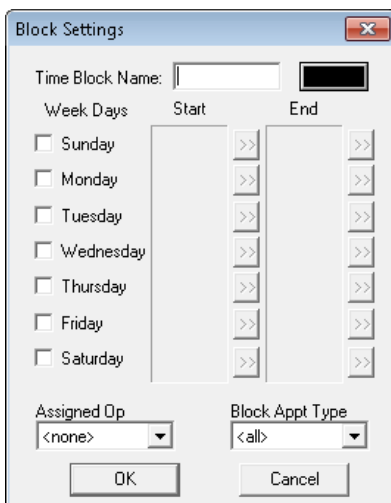 Block Settings
Time Block Name:
Week Days Start End
Sunday >> >>
Monday >> >>
Tuesday >> >>
Wednesday >> >>
Thursday >> >>
Friday >> >>
Saturday >> >>
Assigned Op Block Appt Type
<none> <all>
OK Cancel